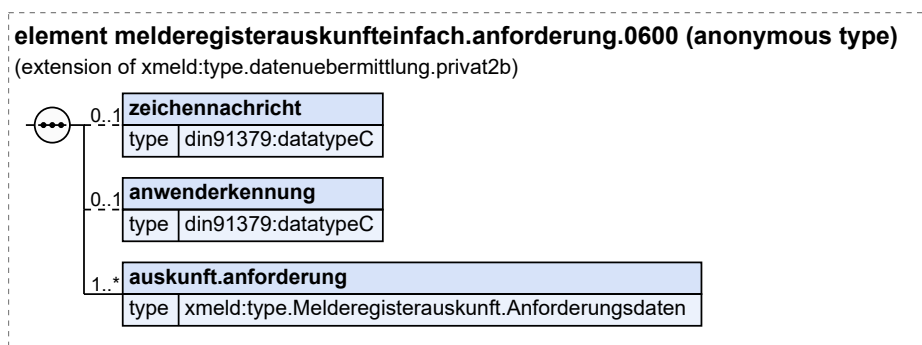 element melderegisterauskunfteinfach.anforderung.0600 (anonymous type)
(extension of xmeld:type.datenuebermittlung.privat2b)
0..1 zeichennachricht
type din91379:datatypeC
0..1 anwenderkennung
type din91379:datatypeC
1..* auskunft.anforderung
type xmeld:type.Melderegisterauskunft.Anforderungsdaten